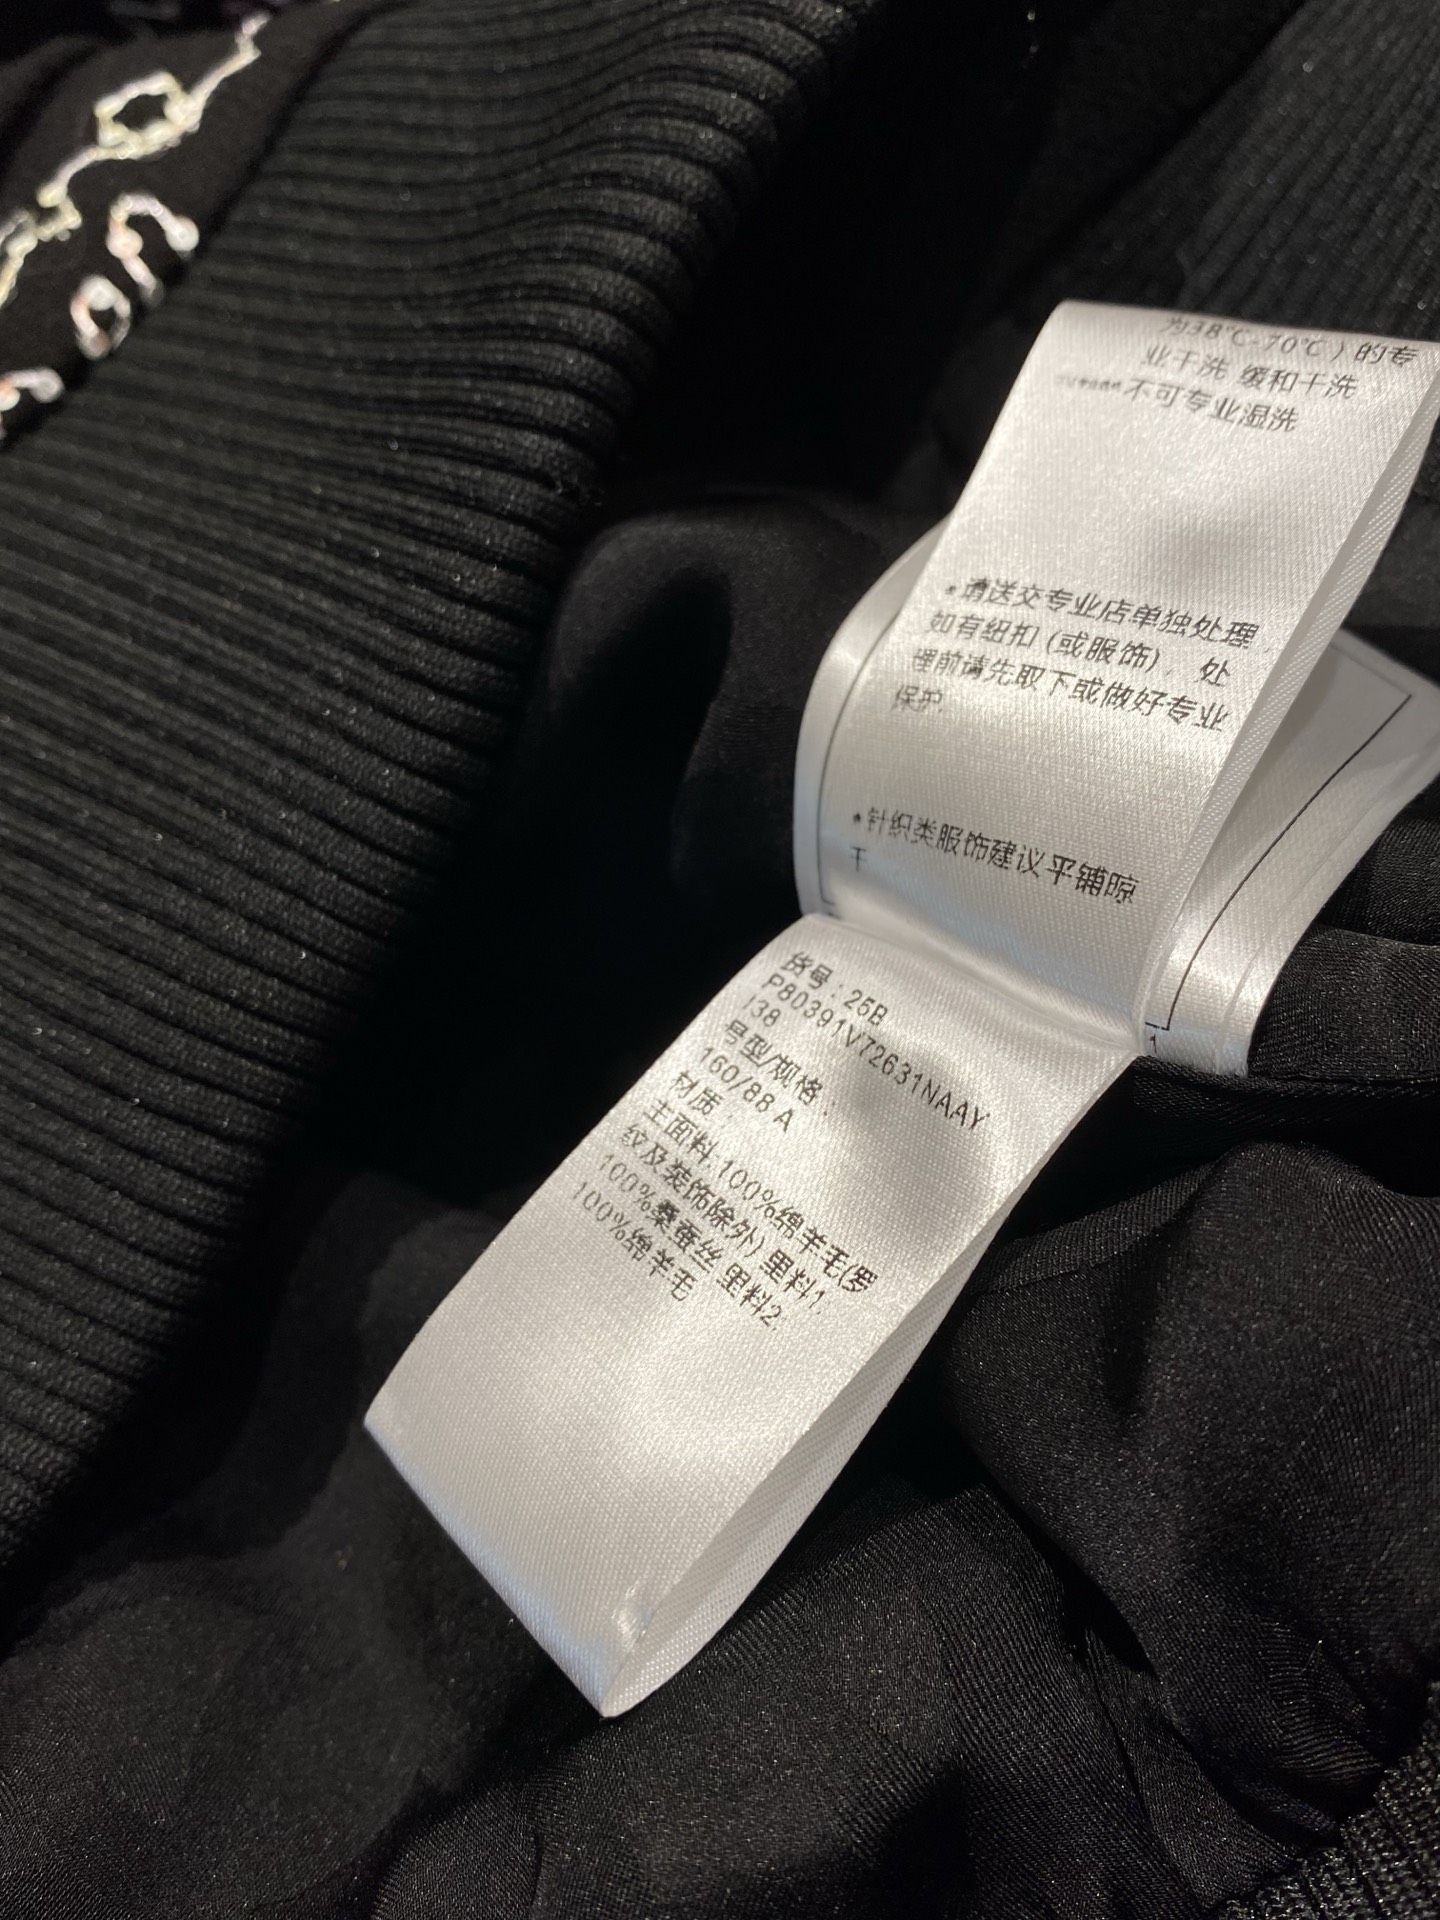 为38℃-70℃）的专
业干洗 缓和干洗
不可专业湿洗
•请送交专业店单独处理,
如有纽扣 (或服饰)， 处
理前请先取下或做好专业
保护.
•针织类服饰建议平铺晾
干
货号：25B
P80391V72631NAAY
/38
号型/规格：
160/88 A
材质：
主面料:100%绵羊毛(罗
纹及装饰除外) 里料1:
100%桑蚕丝 里料2:
100%绵羊毛